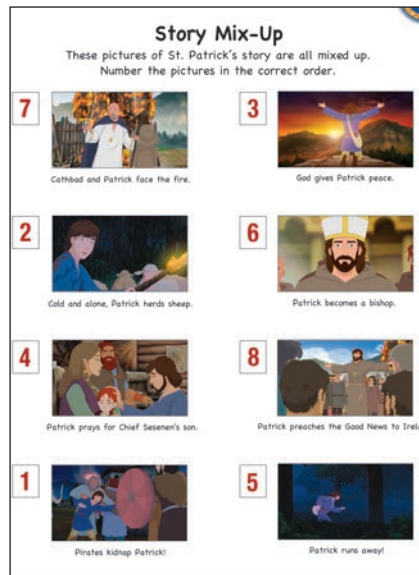 Story Mix-Up
These pictures of St. Patrick's story are all mixed up.
Number the pictures in the correct order.
7
Cathbad and Patrick face the fire.
3
God gives Patrick peace.
2
Cold and alone, Patrick herds sheep.
6
Patrick becomes a bishop.
4
Patrick prays for Chief Sesenen's son.
8
Patrick preaches the Good News to Irel
1
Pirates kidnap Patrick!
5
Patrick runs away!